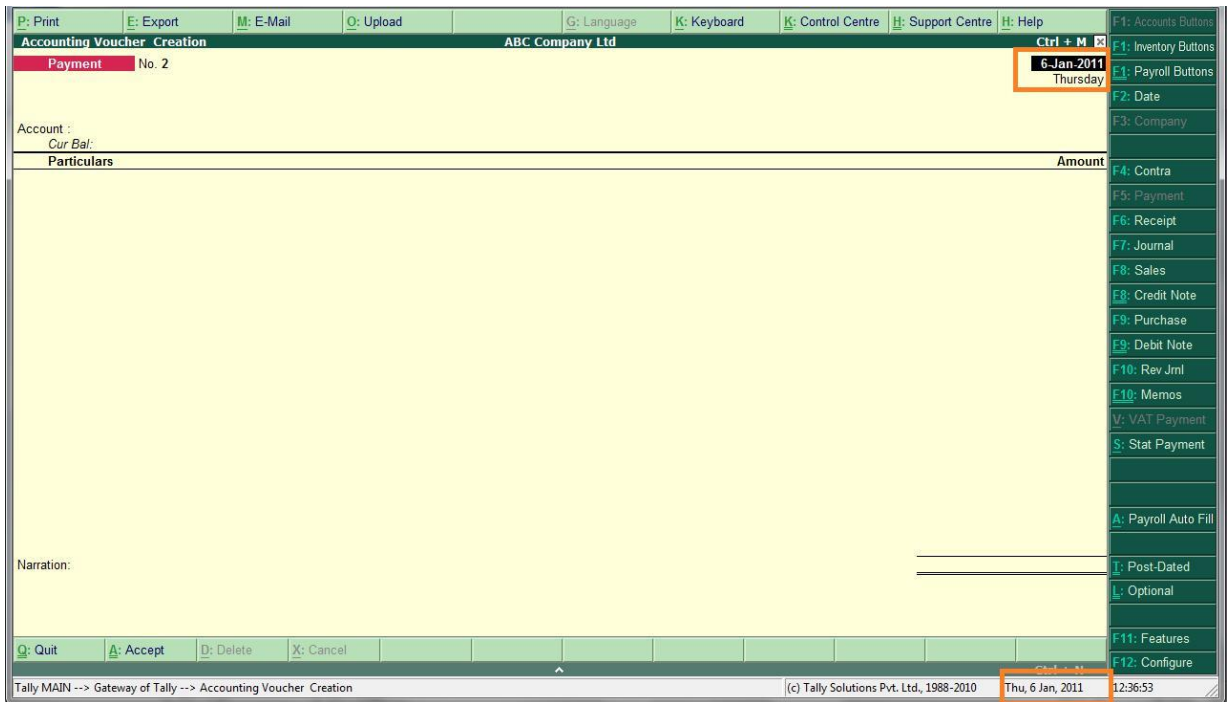 P: Print E: Export M: E-Mail O: Upload G: Language K: Keyboard K: Control Centre H: Support Centre H: Help
Accounting Voucher Creation ABC Company Ltd Ctrl + M
Payment No. 2 6-Jan-2011
Thursday
Account :
Cur Bal:
Particulars Amount
Narration:
F1: Accounts Buttons
F1: Inventory Buttons
F1: Payroll Buttons
F2: Date
F3: Company
F4: Contra
F5: Payment
F6: Receipt
F7: Journal
F8: Sales
F8: Credit Note
F9: Purchase
F9: Debit Note
F10: Rev Jrnl
F10: Memos
V: VAT Payment
S: Stat Payment
A: Payroll Auto Fill
T: Post-Dated
L: Optional
F11: Features
F12: Configure
Q: Quit A: Accept D: Delete X: Cancel
Ctrl + N
Tally MAIN --> Gateway of Tally --> Accounting Voucher Creation (c) Tally Solutions Pvt. Ltd., 1988-2010 Thu, 6 Jan, 2011 12:36:53